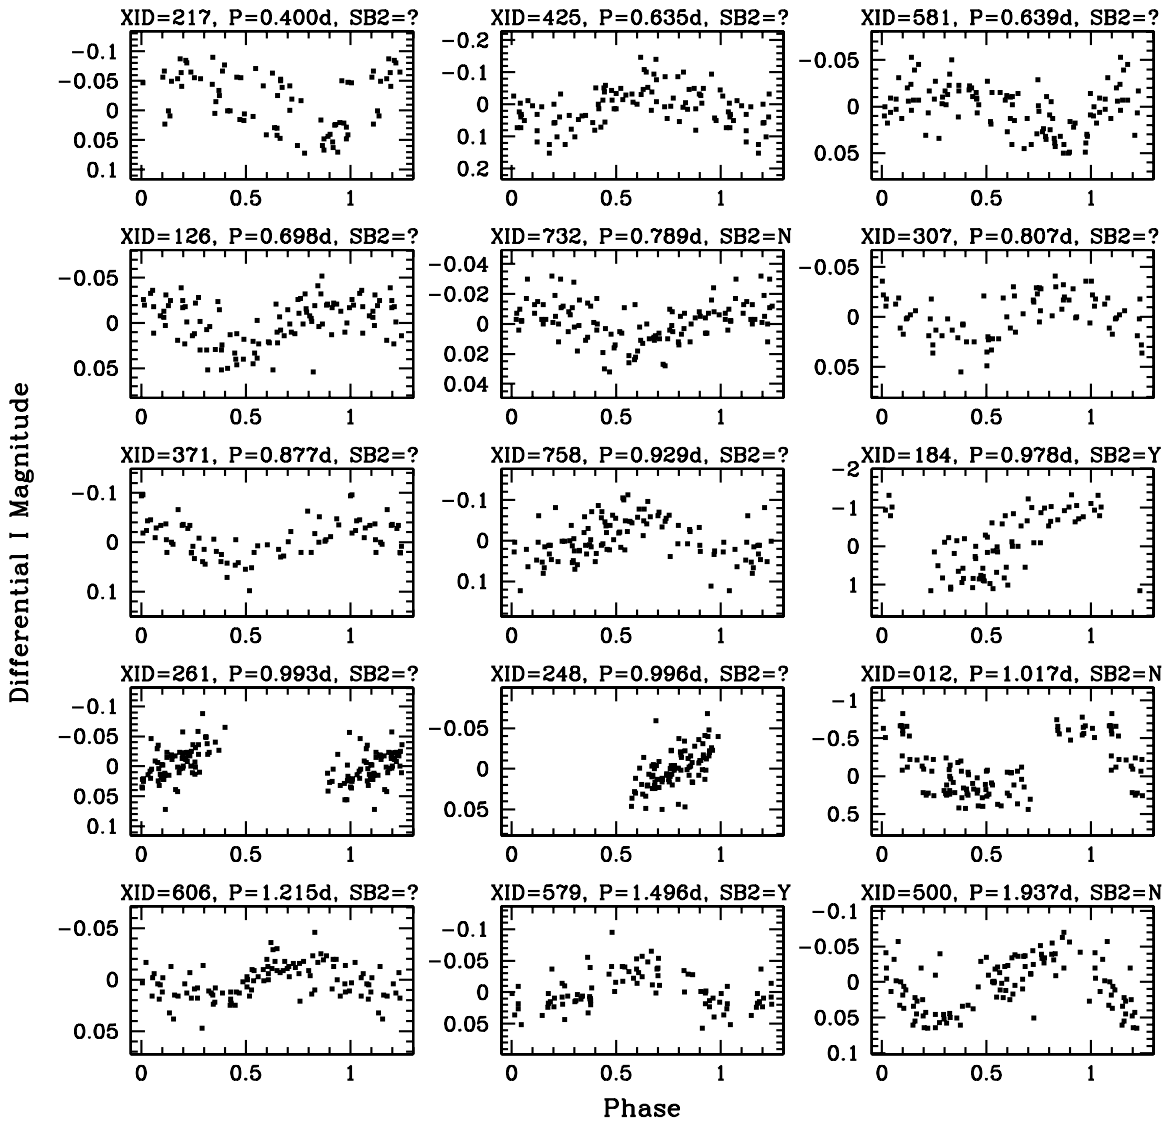 XID=217, P=0.400d, SB2=? XID=425, P=0.635d, SB2=? XID=581, P=0.639d, SB2=?
-0.1 -0.05 0 0.05 0.1
-0.2 -0.1 0 0.1 0.2
-0.05 0 0.05
0 0.5 1 0 0.5 1 0 0.5 1
XID=126, P=0.698d, SB2=? XID=732, P=0.789d, SB2=N XID=307, P=0.807d, SB2=?
-0.05 0 0.05
-0.04 -0.02 0 0.02 0.04
-0.05 0 0.05
0 0.5 1 0 0.5 1 0 0.5 1
Differential I Magnitude
XID=371, P=0.877d, SB2=? XID=758, P=0.929d, SB2=? XID=184, P=0.978d, SB2=Y
-0.1 0 0.1
-0.1 0 0.1
-2 -1 0 1
0 0.5 1 0 0.5 1 0 0.5 1
XID=261, P=0.993d, SB2=? XID=248, P=0.996d, SB2=? XID=012, P=1.017d, SB2=N
-0.1 -0.05 0 0.05 0.1
-0.05 0 0.05
-1 -0.5 0 0.5
0 0.5 1 0 0.5 1 0 0.5 1
XID=606, P=1.215d, SB2=? XID=579, P=1.496d, SB2=Y XID=500, P=1.937d, SB2=N
-0.05 0 0.05
-0.1 -0.05 0 0.05
-0.1 -0.05 0 0.05 0.1
0 0.5 1 0 0.5 1 0 0.5 1
Phase